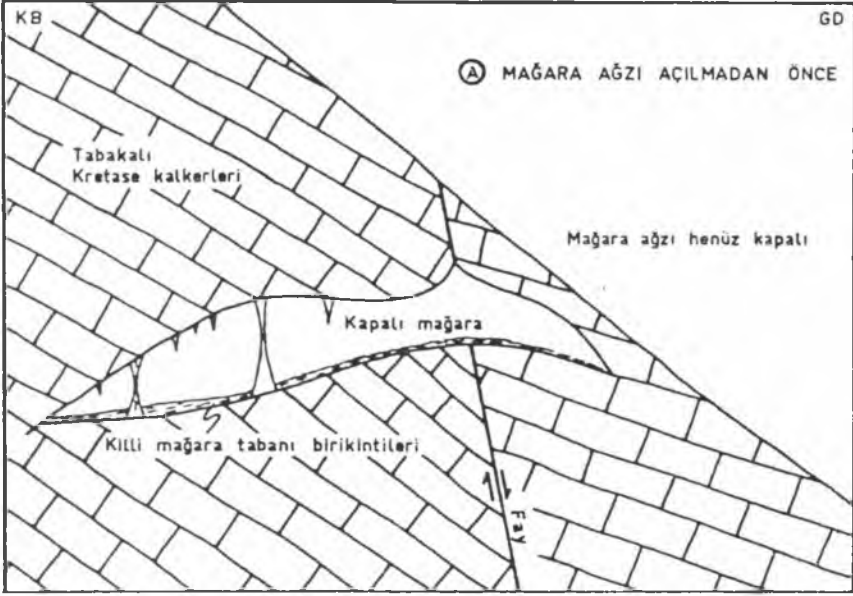 KB
GD
Ⓐ MAĞARA AĞZI AÇILMADAN ÖNCE
Tabakalı
Kretase kalkerleri
Mağara ağzı henüz kapalı
Kapalı mağara
Killi mağara tabanı birikintileri
Fay